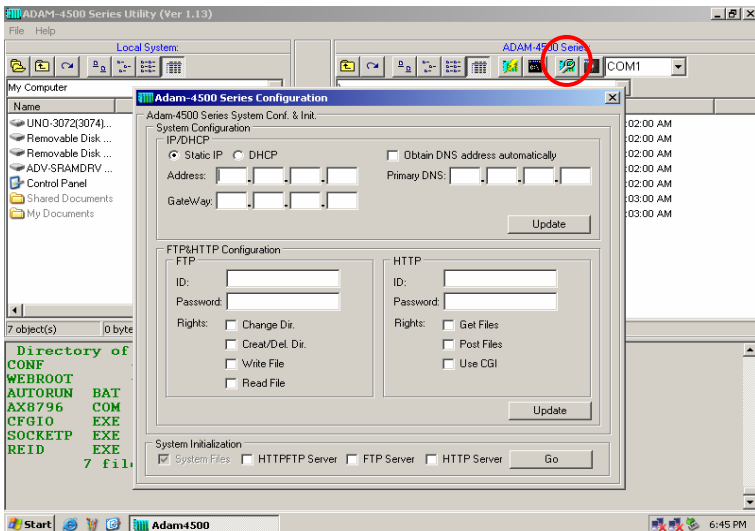 ADAM-4500 Series Utility (Ver 1.13)
File Help
Local System:
ADAM-4500 Series
COM1
My Computer
Name
UNO-3072(3074)...
Removable Disk ...
Removable Disk ...
ADV-SRAMDRV ...
Control Panel
Shared Documents
My Documents
:02:00 AM
:02:00 AM
:02:00 AM
:02:00 AM
:02:00 AM
:03:00 AM
:03:00 AM
7 object(s)
0 byte
Adam-4500 Series Configuration
Adam-4500 Series System Conf. & Init.
System Configuration
IP/DHCP
Static IP DHCP
Obtain DNS address automatically
Address:
Primary DNS:
GateWay:
Update
FTP&HTTP Configuration
FTP
ID:
Password:
Rights:
Change Dir.
Creat/Del. Dir.
Write File
Read File
HTTP
ID:
Password:
Rights:
Get Files
Post Files
Use CGI
Update
System Initialization
System Files HTTPFTP Server FTP Server HTTP Server Go
Directory of
CONF
WEBROOT
AUTORUN BAT
AX8796 COM
CFGIO EXE
SOCKETP EXE
REID EXE
7 fil
Start
Adam4500
6:45 PM